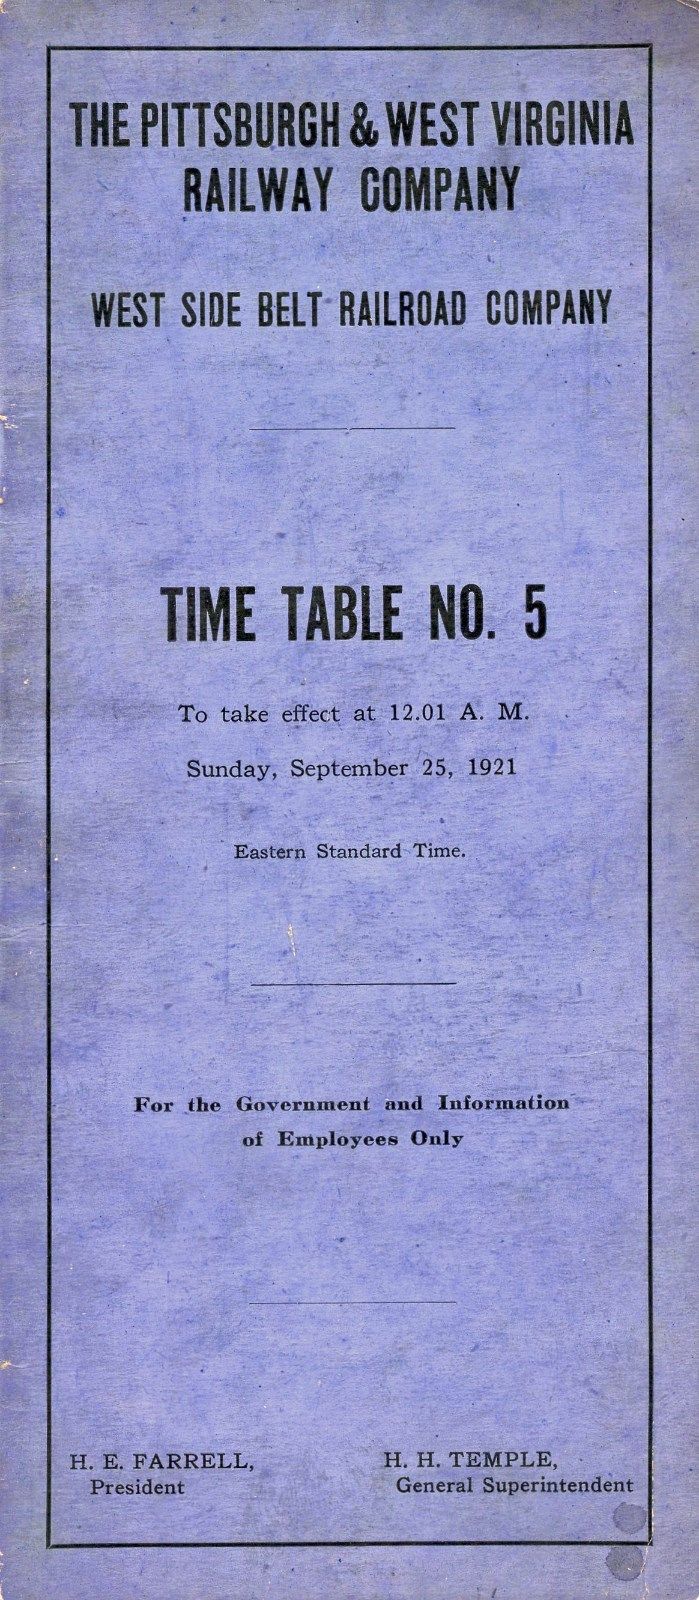 THE PITTSBURGH & WEST VIRGINIA
RAILWAY COMPANY
WEST SIDE BELT RAILROAD COMPANY
TIME TABLE NO. 5
To take effect at 12.01 A. M.
Sunday, September 25, 1921
Eastern Standard Time.
For the Government and Information
of Employees Only
H. E. FARRELL,
President
H. H. TEMPLE,
General Superintendent